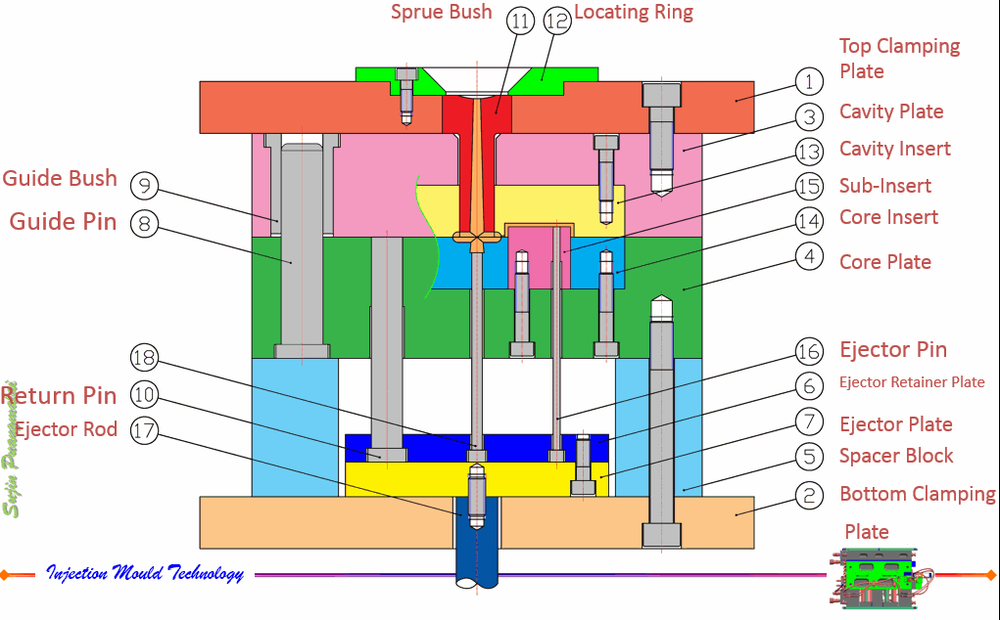 Sprue Bush
11
12
Locating Ring
Top Clamping
Plate
1
Cavity Plate
3
Cavity Insert
13
Guide Bush
9
Sub-Insert
15
Guide Pin
8
Core Insert
14
Core Plate
4
18
Ejector Pin
16
Ejector Retainer Plate
6
Return Pin
10
Ejector Rod
17
Ejector Plate
7
Spacer Block
5
Bottom Clamping
Plate
2
Injection Mould Technology